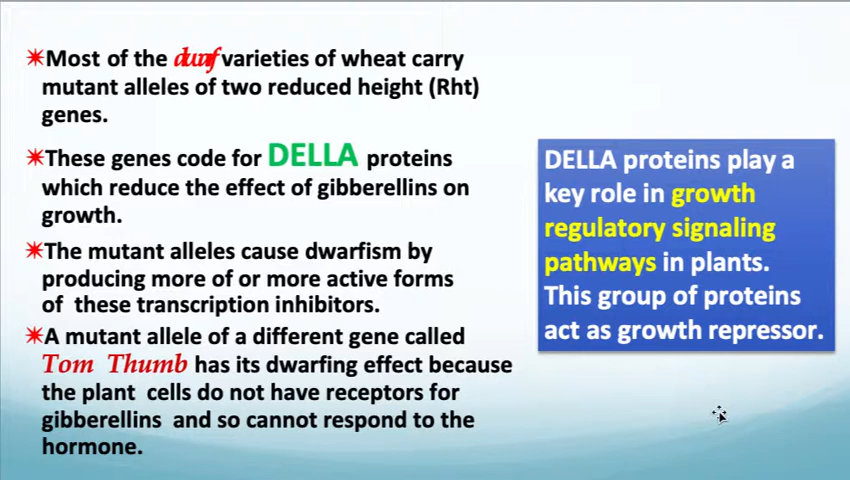 ✴Most of the dwarf varieties of wheat carry
mutant alleles of two reduced height (Rht)
genes.
✴These genes code for DELLA proteins
which reduce the effect of gibberellins on
growth.
✴The mutant alleles cause dwarfism by
producing more of or more active forms
of these transcription inhibitors.
✴A mutant allele of a different gene called
Tom Thumb has its dwarfing effect because
the plant cells do not have receptors for
gibberellins and so cannot respond to the
hormone.
DELLA proteins play a
key role in growth
regulatory signaling
pathways in plants.
This group of proteins
act as growth repressor.